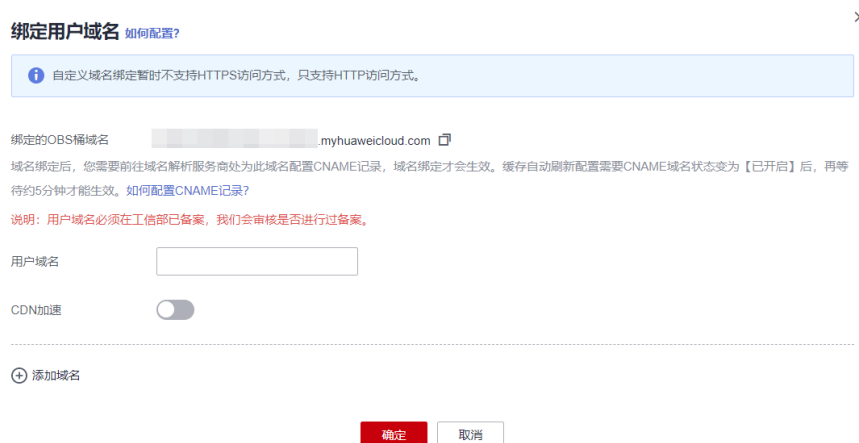 绑定用户域名 如何配置?
自定义域名绑定暂时不支持HTTPS访问方式，只支持HTTP访问方式。
绑定的OBS桶域名 .myhuaweicloud.com
域名绑定后，您需要前往域名解析服务商处为此域名配置CNAME记录，域名绑定才会生效。缓存自动刷新配置需要CNAME域名状态变为【已开启】后，再等
待约5分钟才能生效。如何配置CNAME记录?
说明：用户域名必须在工信部已备案，我们会审核是否进行过备案。
用户域名
CDN加速
添加域名
确定 取消